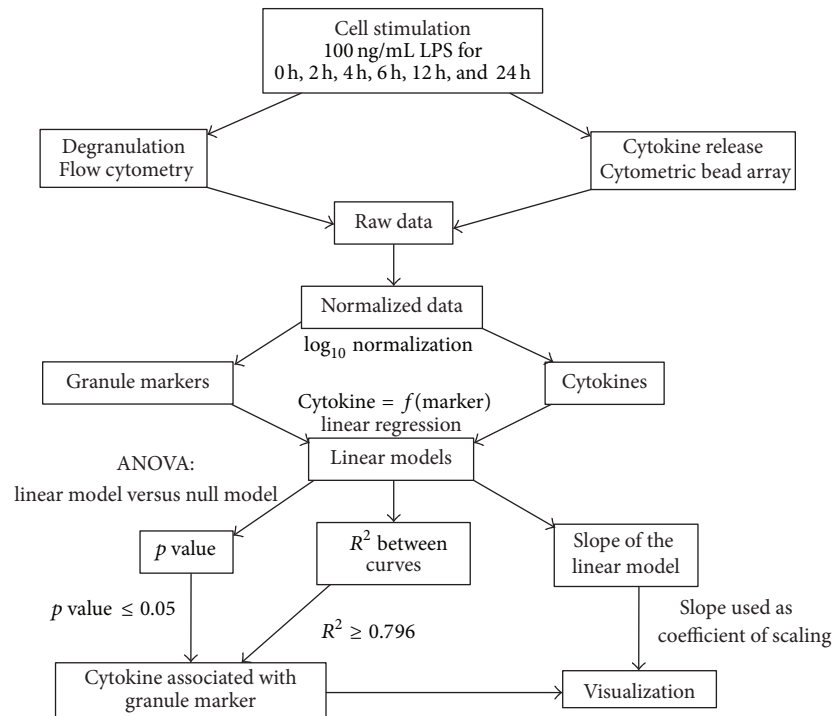 Cell stimulation
100 ng/mL LPS for
0 h, 2 h, 4 h, 6 h, 12 h, and 24 h
Degranulation
Flow cytometry
Cytokine release
Cytometric bead array
Raw data
Normalized data
log₁₀ normalization
Granule markers
Cytokines
Cytokine = f(marker)
linear regression
Linear models
ANOVA:
linear model versus null model
p value
R² between
curves
Slope of the
linear model
p value ≤ 0.05
R² ≥ 0.796
Slope used as
coefficient of scaling
Cytokine associated with
granule marker
Visualization